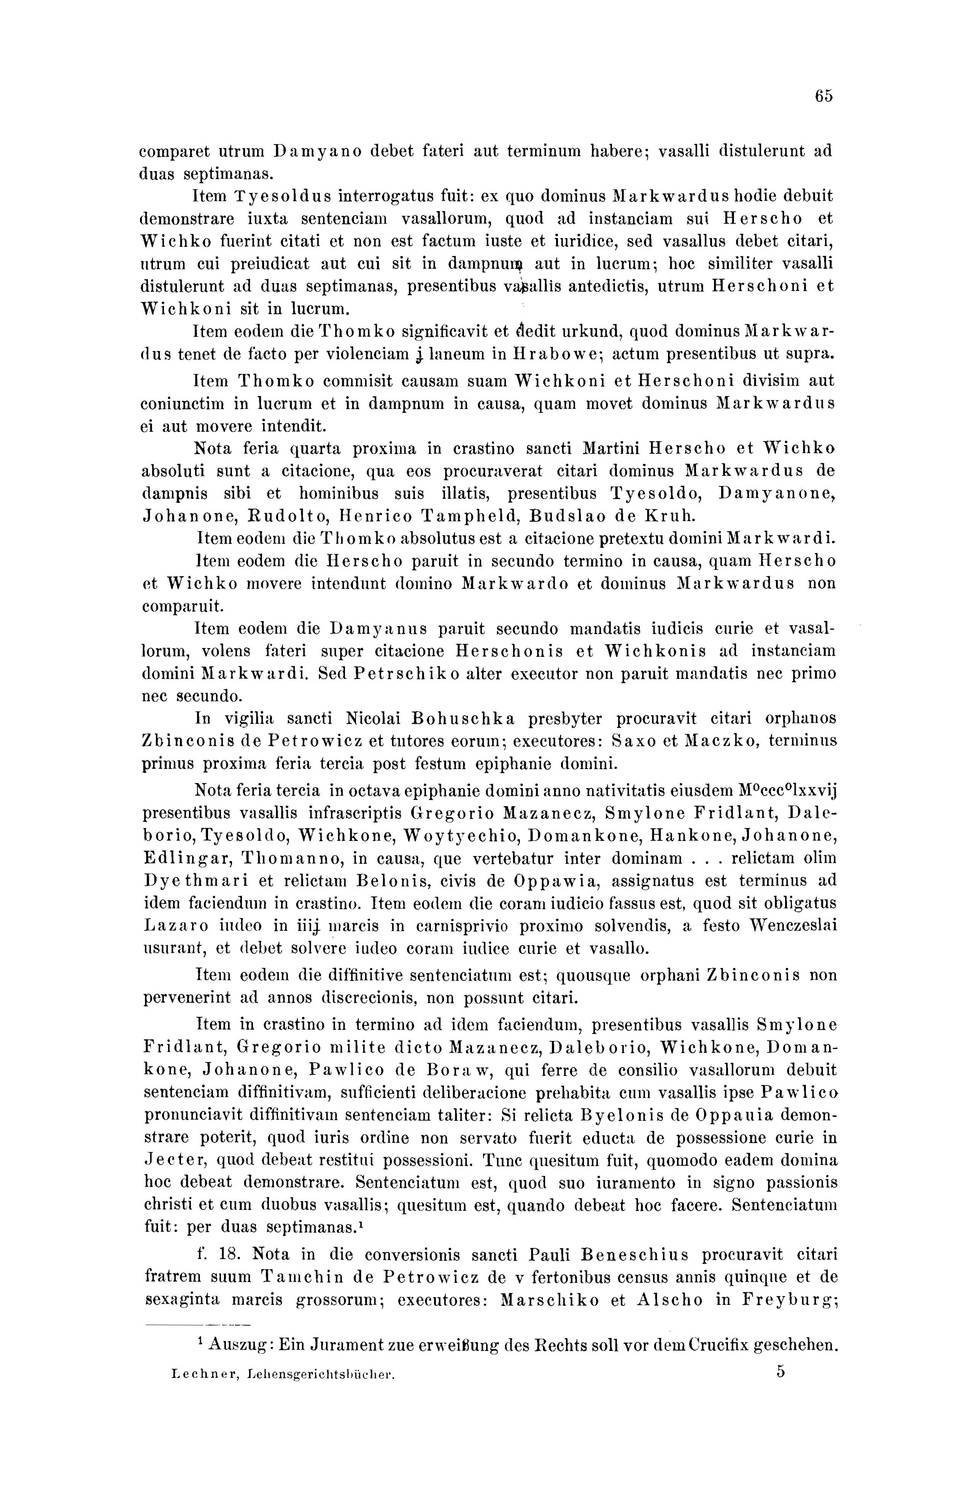 65
comparet utrum Damyano debet fateri aut terminum habere; vasalli distulerunt ad
duas septimanas.
Item Tyesoldus interrogatus fuit: ex quo dominus Markwardus hodie debuit
demonstrare iuxta sentenciam vasallorum, quod ad instanciam sui Herscho et
Wichko fuerint citati et non est factum iuste et iuridice, sed vasallus debet citari,
utrum cui preiudicat aut cui sit in dampnum aut in lucrum; hoc similiter vasalli
distulerunt ad duas septimanas, presentibus vasallis antedictis, utrum Herschoni et
Wichkoni sit in lucrum.
Item eodem die Thomko significavit et dedit urkund, quod dominus Markwar-
dus tenet de facto per violenciam j laneum in Hrabowe; actum presentibus ut supra.
Item Thomko commisit causam suam Wichkoni et Herschoni divisim aut
coniunctim in lucrum et in dampnum in causa, quam movet dominus Markwardus
ei aut movere intendit.
Nota feria quarta proxima in crastino sancti Martini Herscho et Wichko
absoluti sunt a citacione, qua eos procuraverat citari dominus Markwardus de
dampnis sibi et hominibus suis illatis, presentibus Tyesoldo, Damyanone,
Johanone, Rudolto, Henrico Tampheld, Budslao de Kruh.
Item eodem die Thomko absolutus est a citacione pretextu domini Markwardi.
Item eodem die Herscho paruit in secundo termino in causa, quam Herscho
et Wichko movere intendunt domino Markwardo et dominus Markwardus non
comparuit.
Item eodem die Damyanus paruit secundo mandatis iudicis curie et vasal-
lorum, volens fateri super citacione Herschonis et Wichkonis ad instanciam
domini Markwardi. Sed Petrschiko alter executor non paruit mandatis nec primo
nec secundo.
In vigilia sancti Nicolai Bohuschka presbyter procuravit citari orphanos
Zbinconis de Petrowicz et tutores eorum; executores: Saxo et Maczko, terminus
primus proxima feria tercia post festum epiphanie domini.
Nota feria tercia in octava epiphanie domini anno nativitatis eiusdem M⁰ccc⁰lxxvij
presentibus vasallis infrascriptis Gregorio Mazanecz, Smylone Fridlant, Dale-
borio, Tyesoldo, Wichkone, Woytyechio, Domankone, Hankone, Johanone,
Edlingar, Thomanno, in causa, que vertebatur inter dominam . . . relictam olim
Dyethmari et relictam Belonis, civis de Oppawia, assignatus est terminus ad
idem faciendum in crastino. Item eodem die coram iudicio fassus est, quod sit obligatus
Lazaro iudeo in iiij marcis in carnisprivio proximo solvendis, a festo Wenczeslai
usurant, et debet solvere iudeo coram iudice curie et vasallo.
Item eodem die diffinitive sentenciatum est; quousque orphani Zbinconis non
pervenerint ad annos discrecionis, non possunt citari.
Item in crastino in termino ad idem faciendum, presentibus vasallis Smylone
Fridlant, Gregorio milite dicto Mazanecz, Daleborio, Wichkone, Doman-
kone, Johanone, Pawlico de Boraw, qui ferre de consilio vasallorum debuit
sentenciam diffinitivam, sufficienti deliberacione prehabita cum vasallis ipse Pawlico
pronunciavit diffinitivam sentenciam taliter: Si relicta Byelonis de Oppauia demon-
strare poterit, quod iuris ordine non servato fuerit educta de possessione curie in
Jecter, quod debeat restitui possessioni. Tunc quesitum fuit, quomodo eadem domina
hoc debeat demonstrare. Sentenciatum est, quod suo iuramento in signo passionis
christi et cum duobus vasallis; quesitum est, quando debeat hoc facere. Sentenciatum
fuit: per duas septimanas.¹
f. 18. Nota in die conversionis sancti Pauli Beneschius procuravit citari
fratrem suum Tamchin de Petrowicz de v fertonibus census annis quinque et de
sexaginta marcis grossorum; executores: Marschiko et Alscho in Freyburg;
¹ Auszug: Ein Jurament zue erweißung des Rechts soll vor dem Crucifix geschehen.
Lechner, Lehensgerichtsbücher. 5